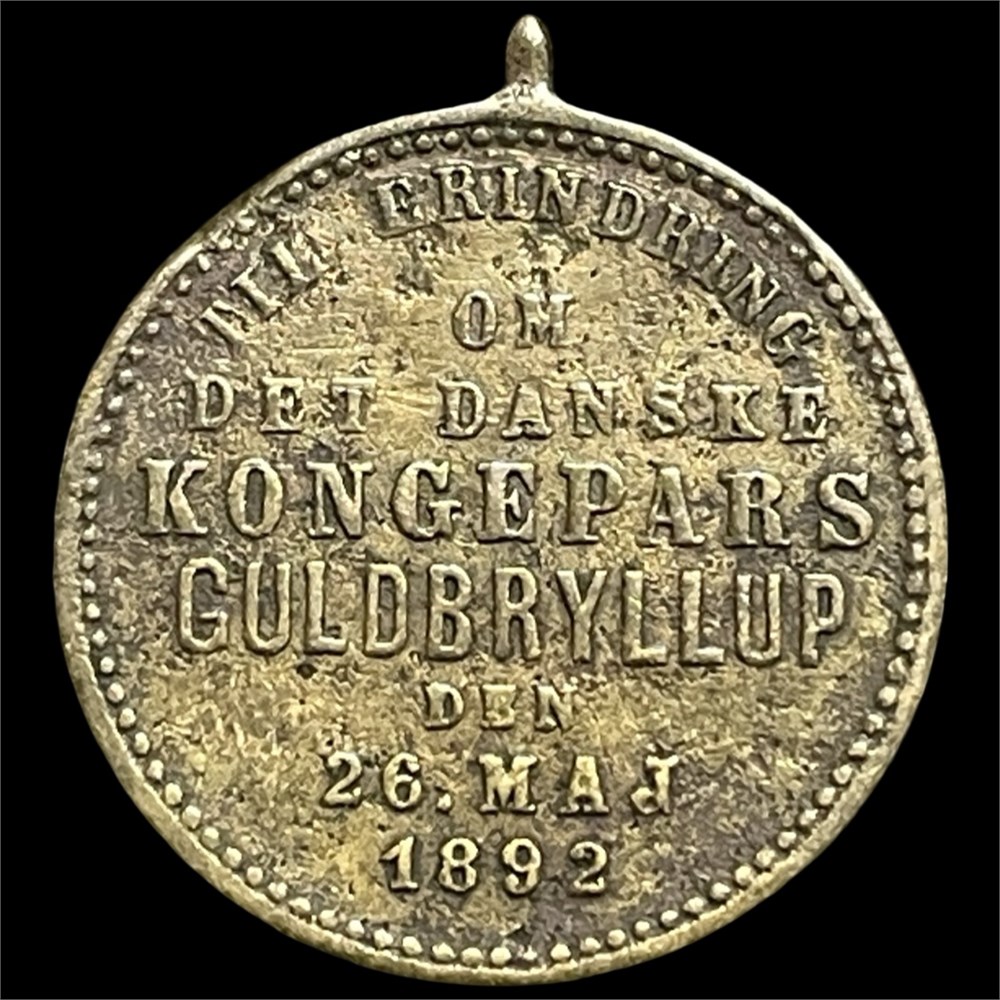 TIL ERINDRING
OM
DET DANSKE
KONGEPARS
GULDBRYLLUP
DEN
26. MAJ
1892